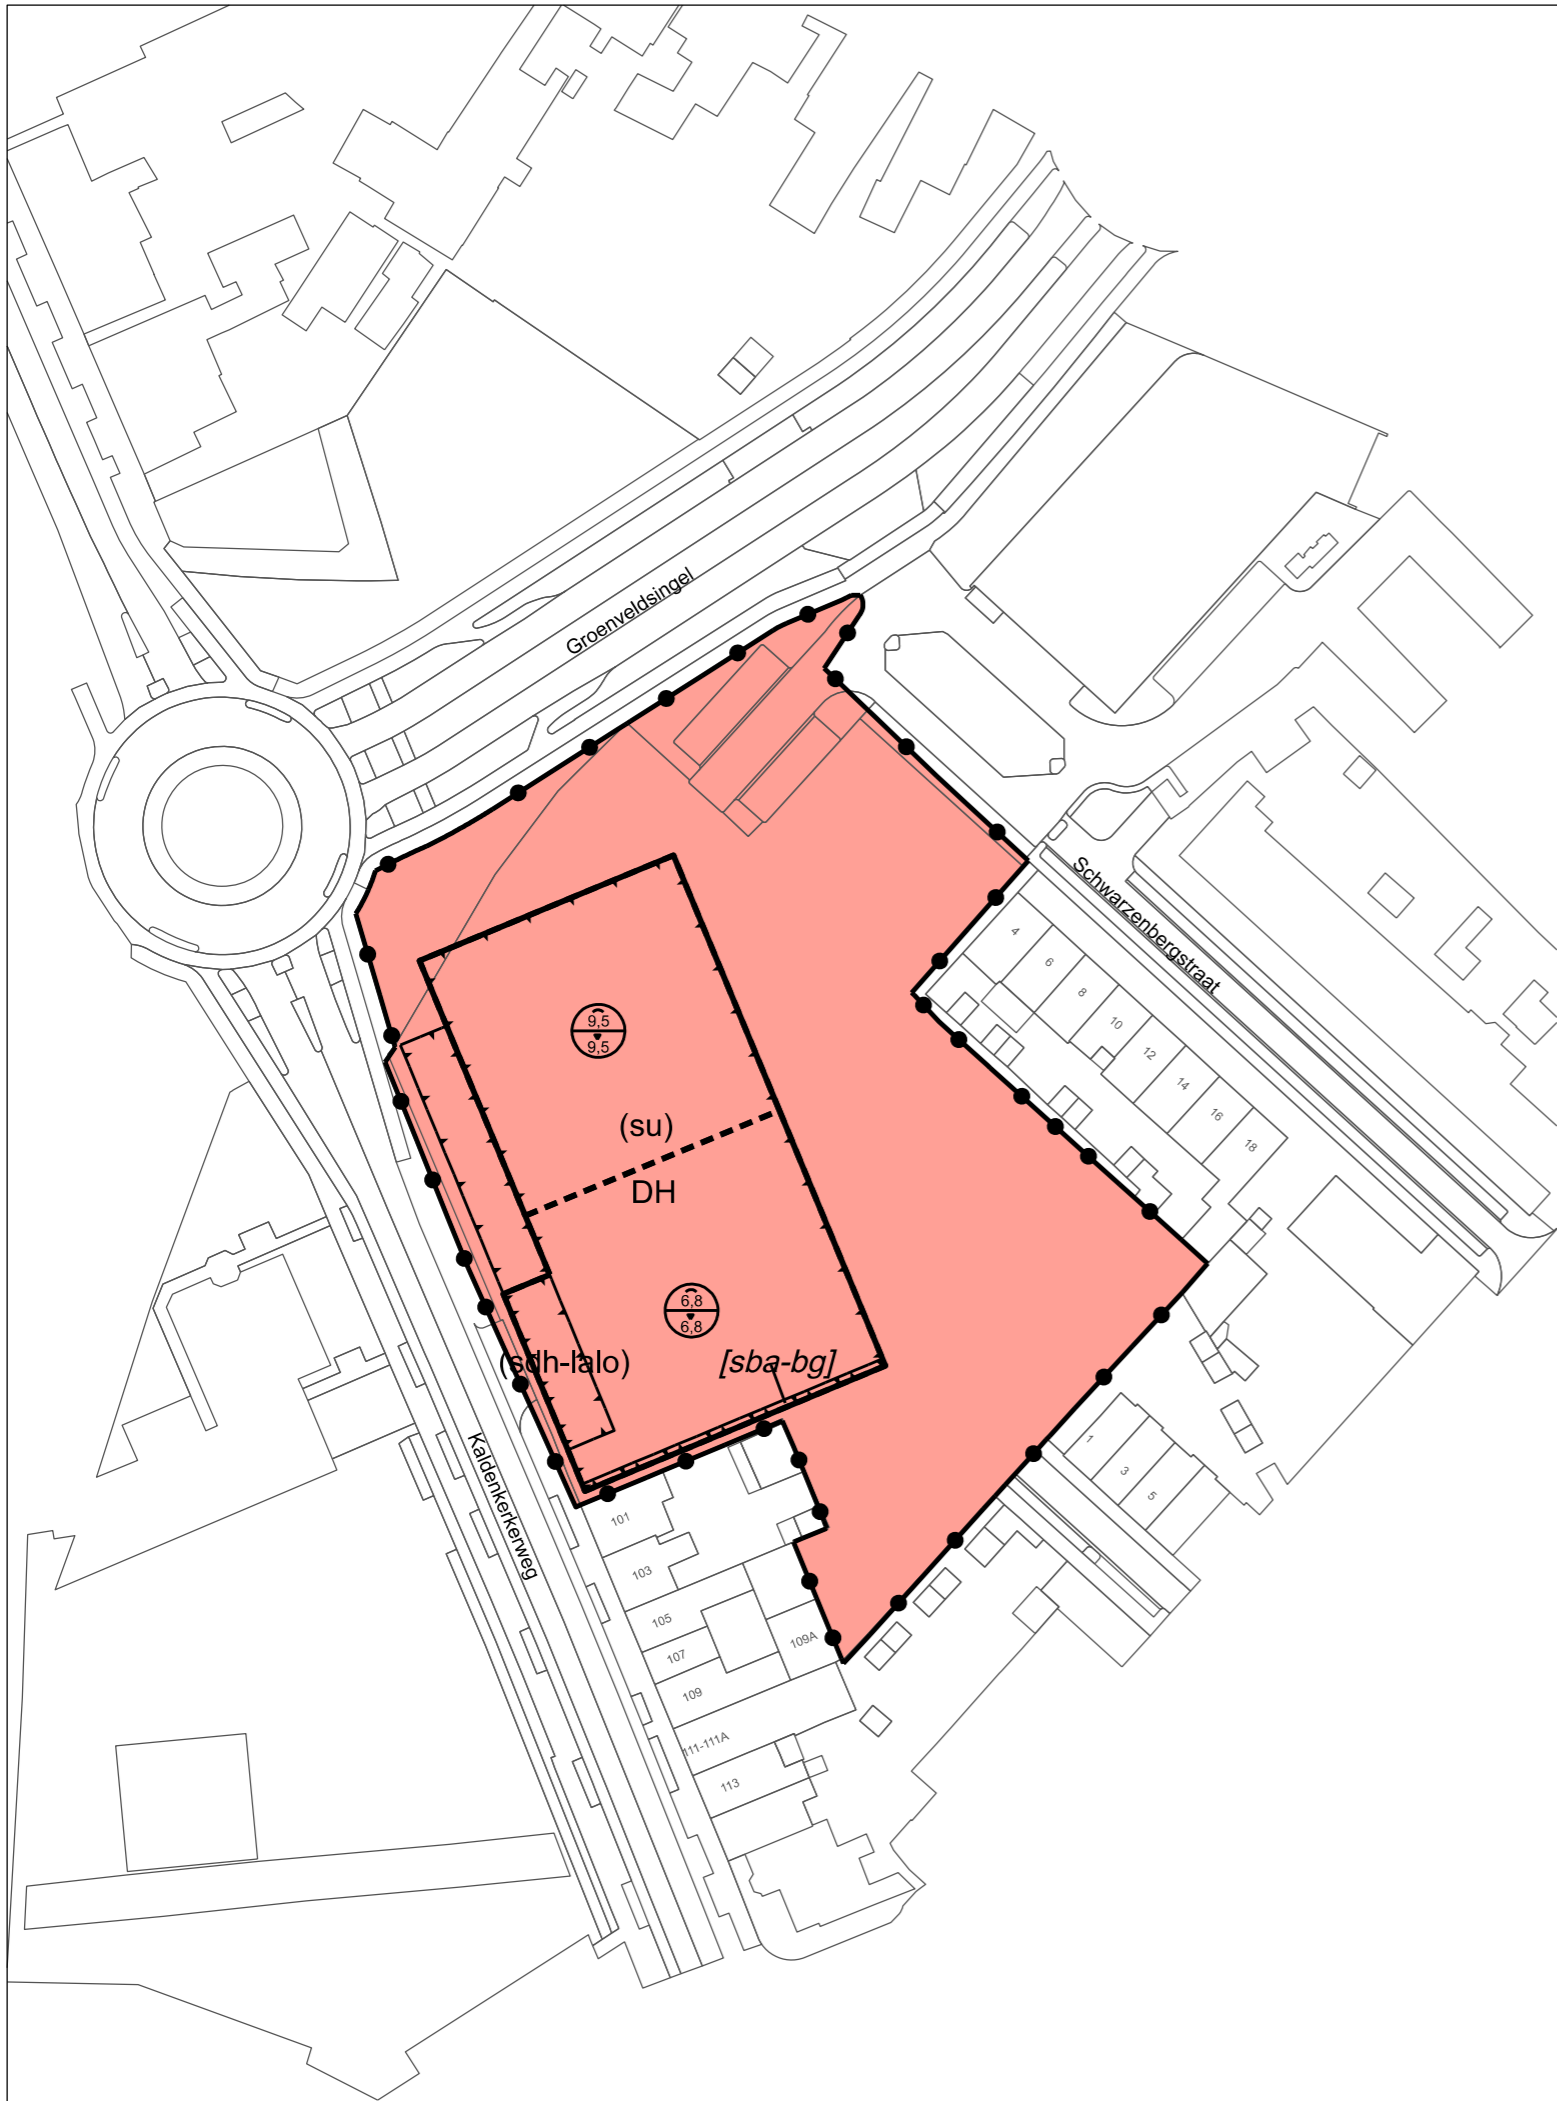 Groenveldsingel
Schwarzenbergstraat
4
6
8
10
12
14
16
18
9,5
9,5
(su)
DH
6,8
6,8
(sdh-lalo)
[sba-bg]
Kaldenkerkerweg
1
3
5
101
103
105
107
109A
109
111-111A
113